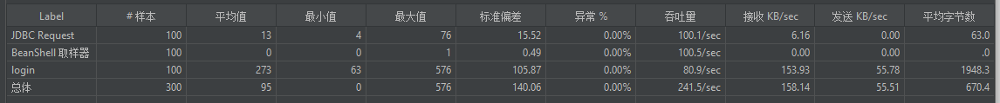 Label # 样本 平均值 最小值 最大值 标准偏差 异常 % 吞吐量 接收 KB/sec 发送 KB/sec 平均字节数
JDBC Request 100 13 4 76 15.52 0.00% 100.1/sec 6.16 0.00 63.0
BeanShell 取样器 100 0 0 1 0.49 0.00% 100.5/sec 0.00 0.00 .0
login 100 273 63 576 105.87 0.00% 80.9/sec 153.93 55.78 1948.3
总体 300 95 0 576 140.06 0.00% 241.5/sec 158.14 55.51 670.4